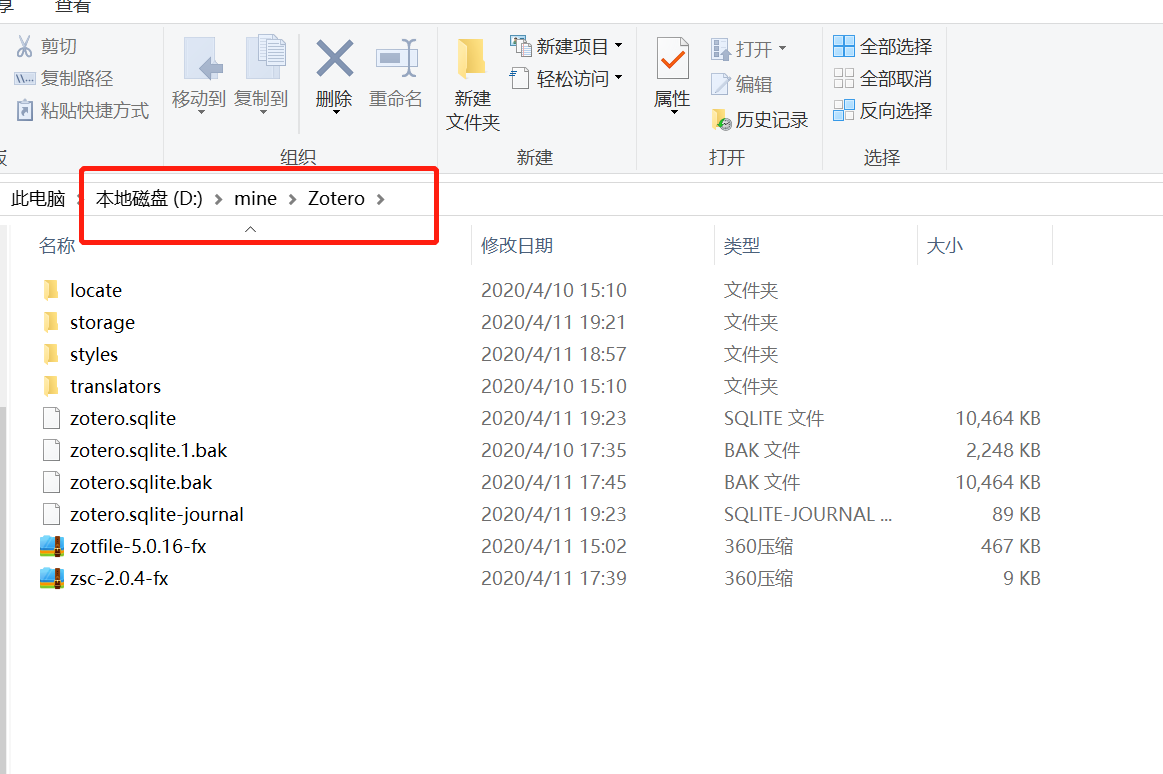 享 查看
剪切
复制路径
粘贴快捷方式
移动到 复制到 删除 重命名
组织
新建
文件夹
新建项目
轻松访问
新建
属性
打开
编辑
历史记录
打开
全部选择
全部取消
反向选择
选择
此电脑 本地磁盘 (D:) mine Zotero
名称 修改日期 类型 大小
locate 2020/4/10 15:10 文件夹
storage 2020/4/11 19:21 文件夹
styles 2020/4/11 18:57 文件夹
translators 2020/4/10 15:10 文件夹
zotero.sqlite 2020/4/11 19:23 SQLITE 文件 10,464 KB
zotero.sqlite.1.bak 2020/4/10 17:35 BAK 文件 2,248 KB
zotero.sqlite.bak 2020/4/11 17:45 BAK 文件 10,464 KB
zotero.sqlite-journal 2020/4/11 19:23 SQLITE-JOURNAL ... 89 KB
zotfile-5.0.16-fx 2020/4/11 15:02 360压缩 467 KB
zsc-2.0.4-fx 2020/4/11 17:39 360压缩 9 KB